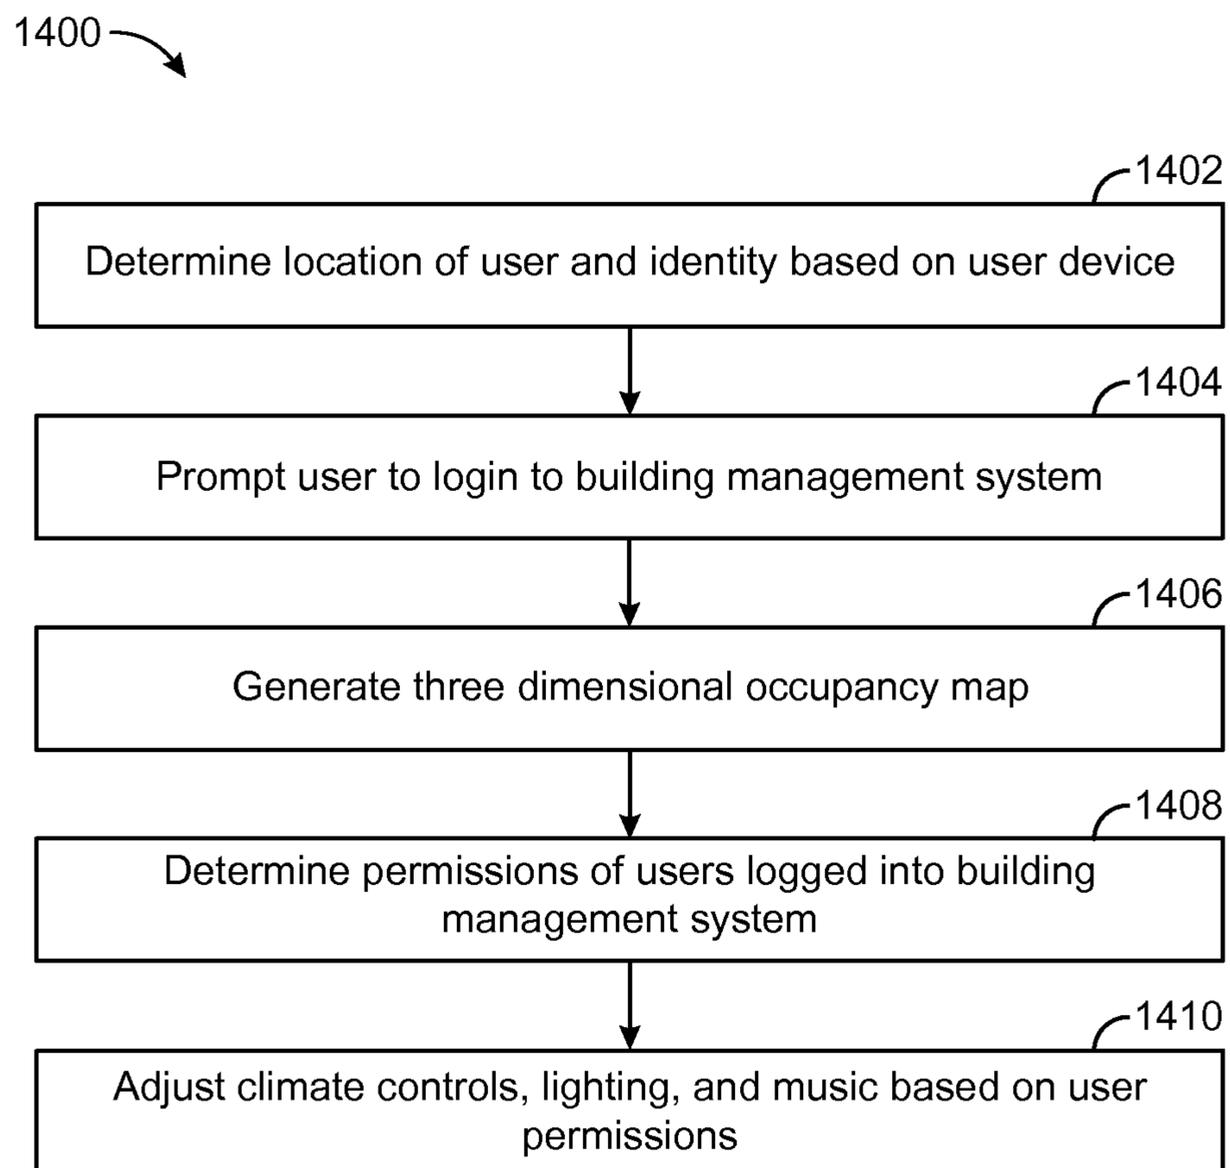 1400
1402
Determine location of user and identity based on user device
1404
Prompt user to login to building management system
1406
Generate three dimensional occupancy map
1408
Determine permissions of users logged into building
management system
1410
Adjust climate controls, lighting, and music based on user
permissions